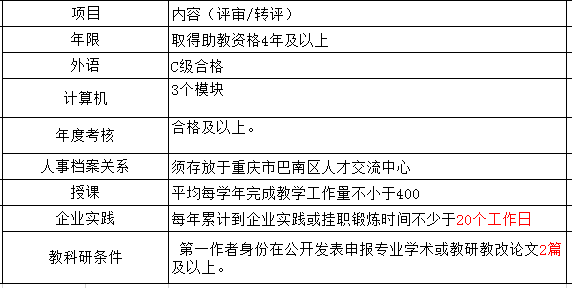 项目 内容（评审/转评）
年限 取得助教资格4年及以上
外语 C级合格
计算机 3个模块
年度考核 合格及以上。
人事档案关系 须存放于重庆市巴南区人才交流中心
授课 平均每学年完成教学工作量不小于400
企业实践 每年累计到企业实践或挂职锻炼时间不少于20个工作日
教科研条件 第一作者身份在公开发表申报专业学术或教研教改论文2篇
及以上。